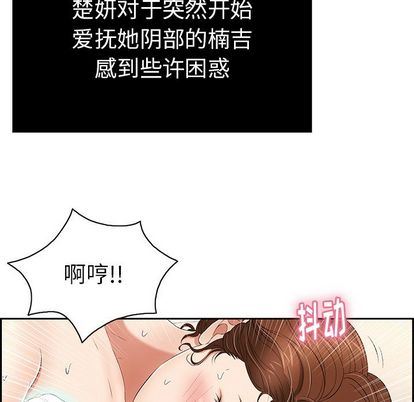 楚妍对于突然开始
爱抚她阴部的楠吉
感到些许困惑
啊哼!!
抖动